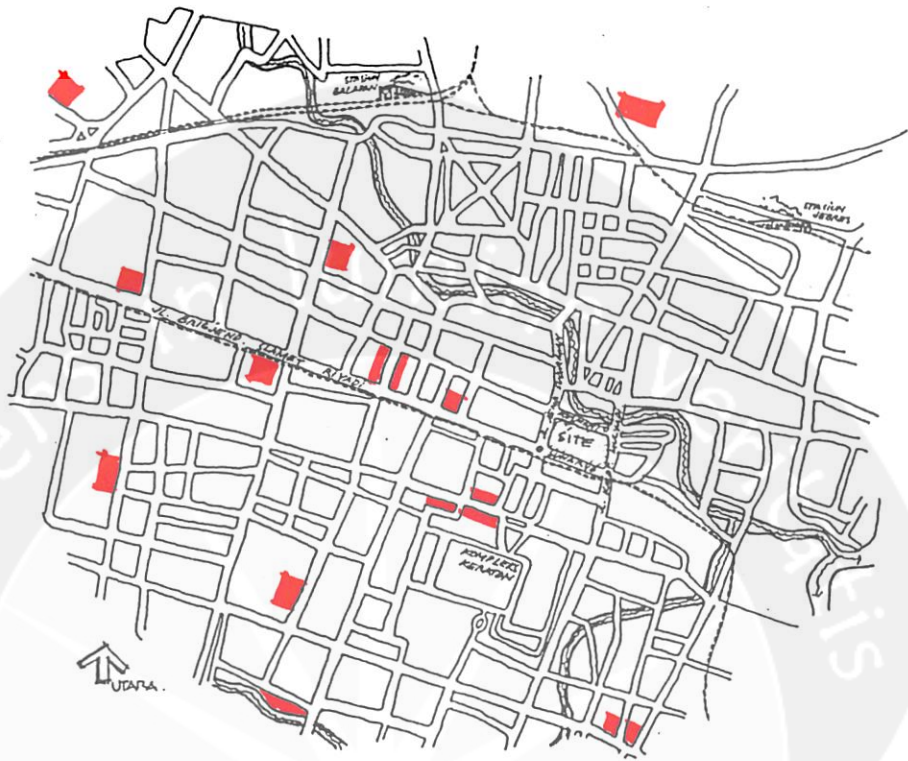 STASIUN
BALAPAN
STASIUN
JEBRES
JL. BRIGJEND. SLAMET
RIYADI
SITE
KOMPLEKS
KERATON
UTARA.